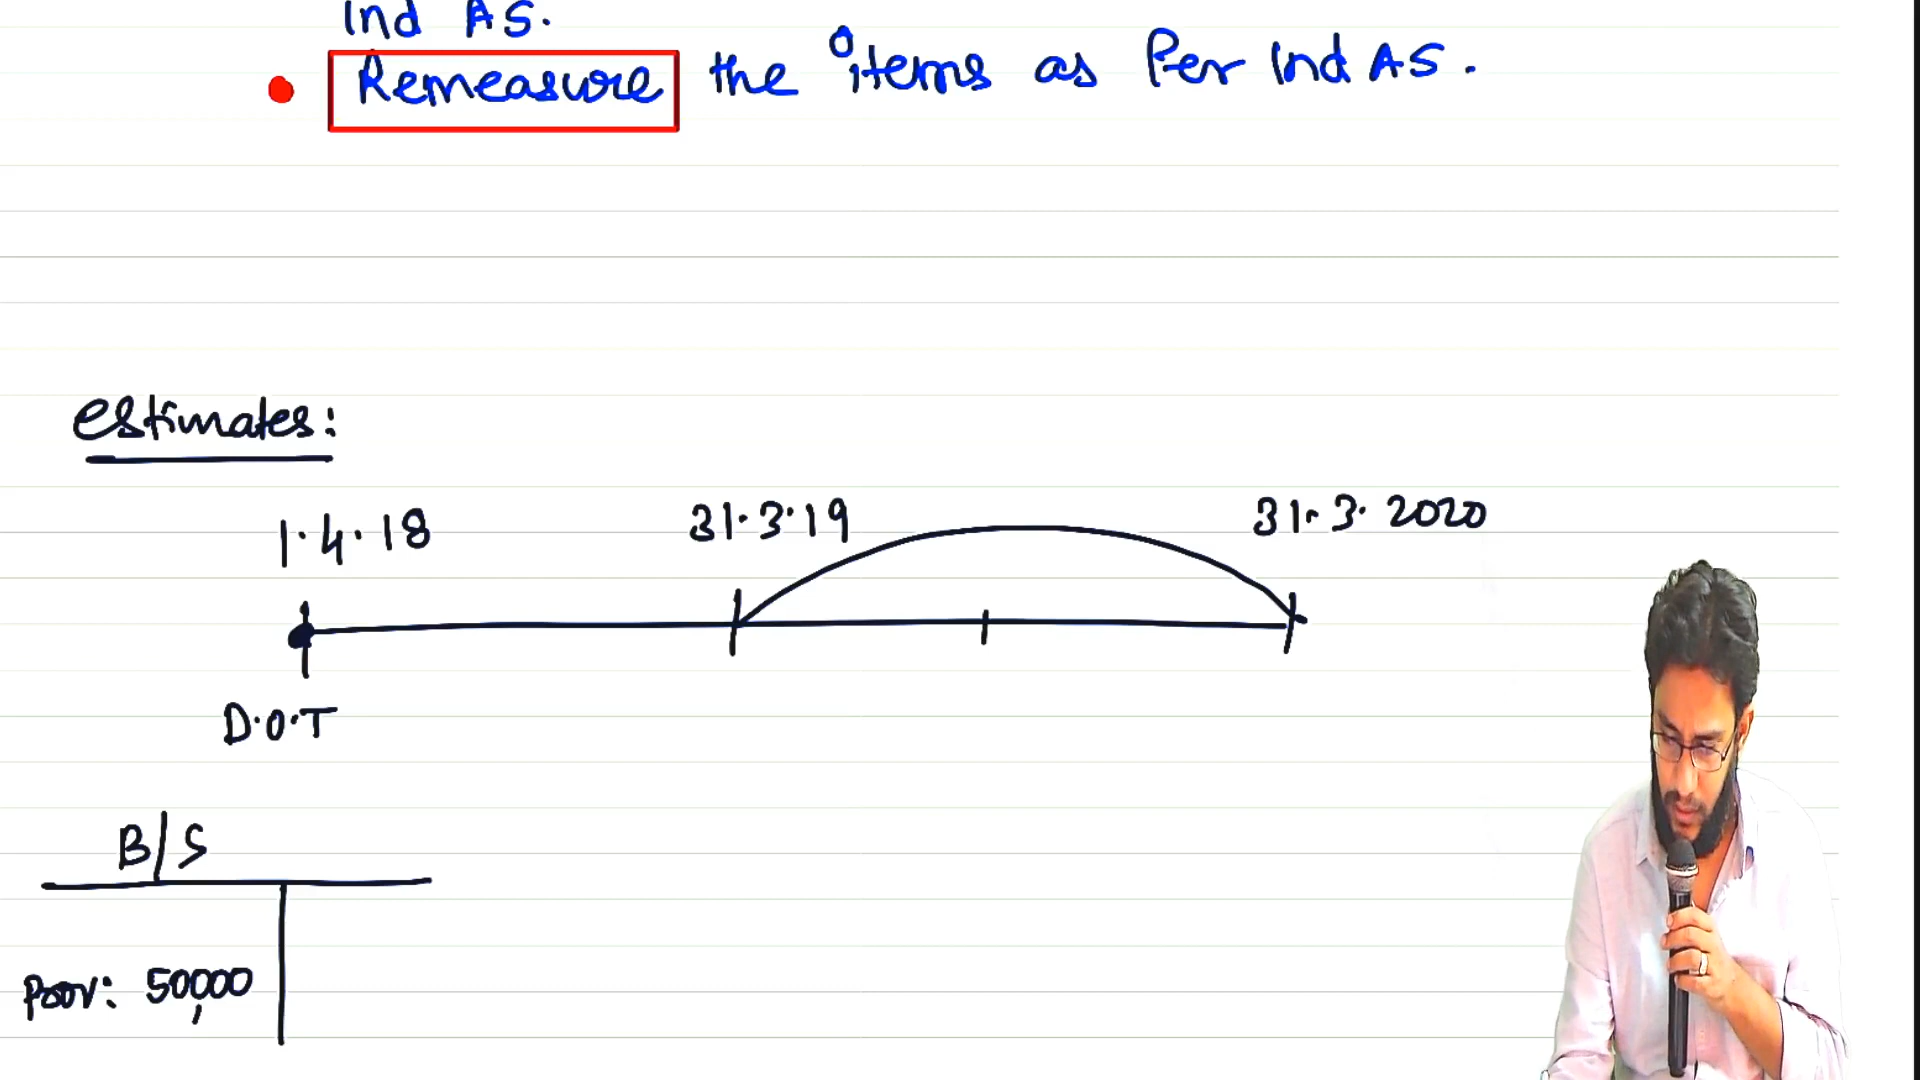 Ind AS.
• Remeasure the items as Per Ind AS.
estimates:
1.4.18 31.3.19 31.3.2020
D.O.T
B/S
Prov: 50,000